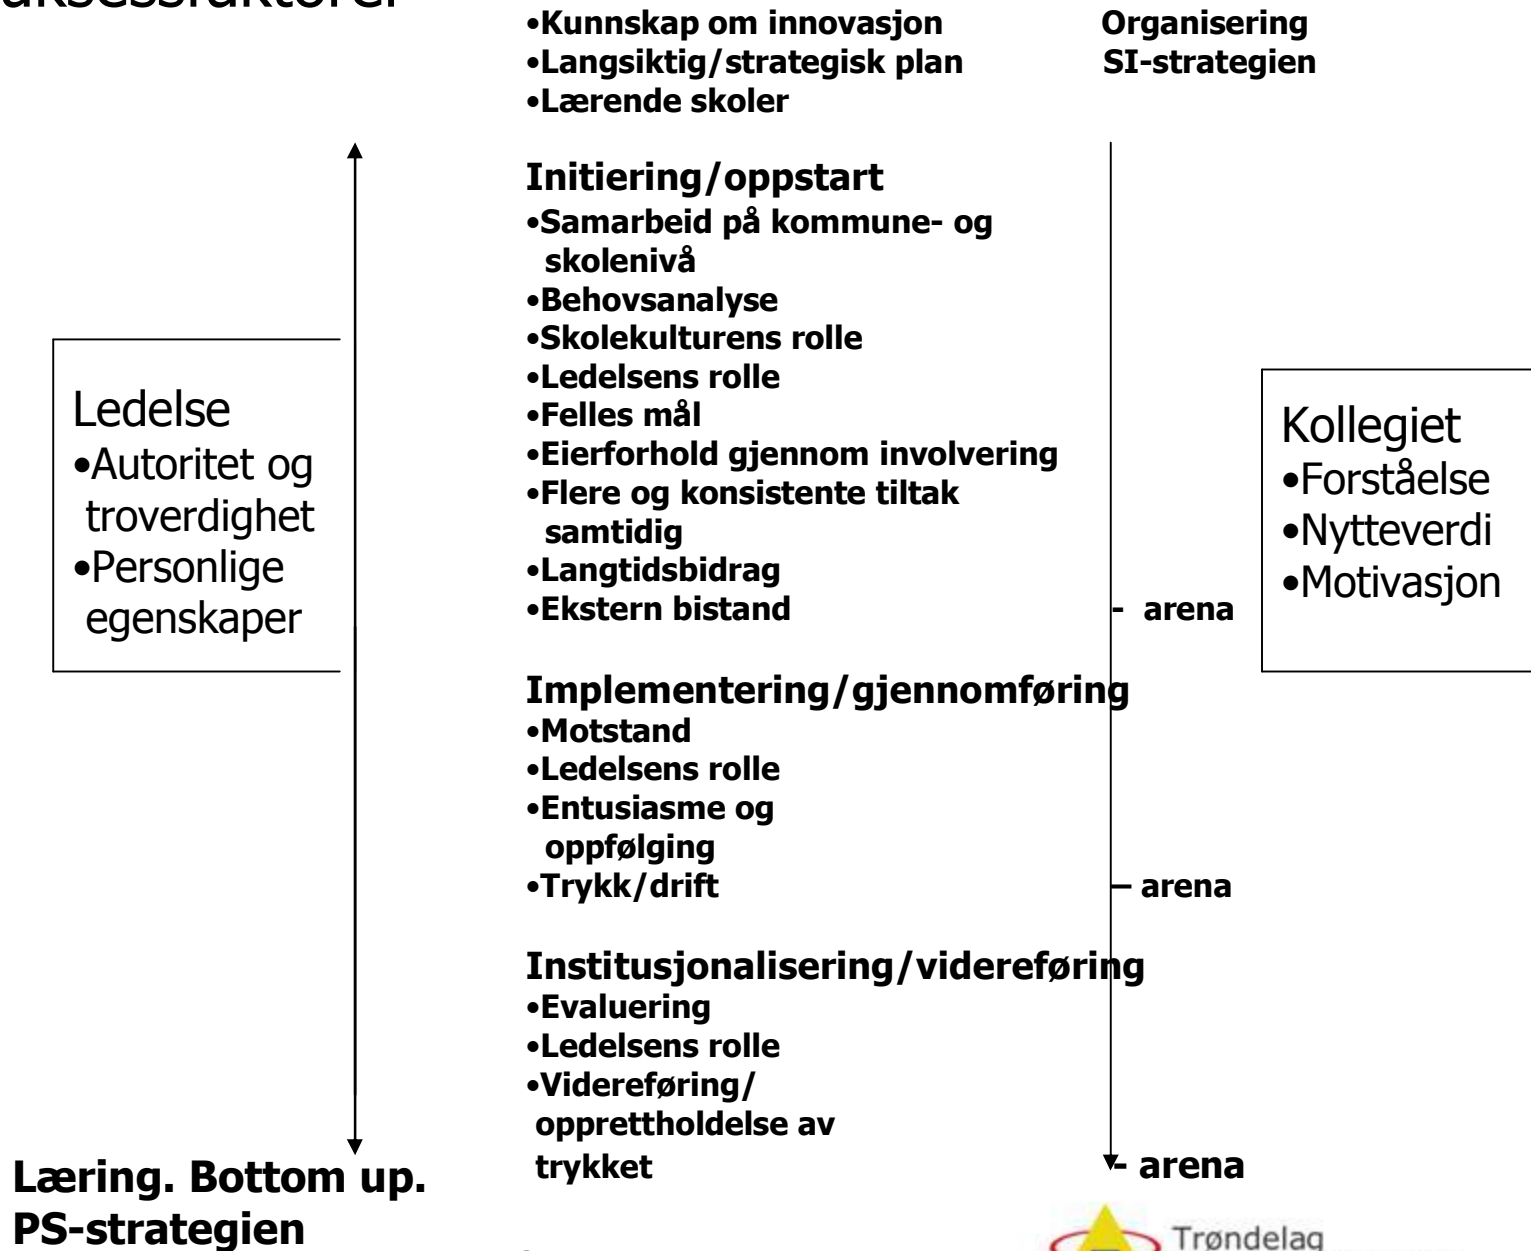 •Kunnskap om innovasjon
•Langsiktig/strategisk plan
•Lærende skoler
Organisering
SI-strategien
Initiering/oppstart
•Samarbeid på kommune- og
skolenivå
•Behovsanalyse
•Skolekulturens rolle
•Ledelsens rolle
•Felles mål
•Eierforhold gjennom involvering
•Flere og konsistente tiltak
samtidig
•Langtidsbidrag
•Ekstern bistand
- arena
Ledelse
•Autoritet og
troverdighet
•Personlige
egenskaper
Kollegiet
•Forståelse
•Nytteverdi
•Motivasjon
Implementering/gjennomføring
•Motstand
•Ledelsens rolle
•Entusiasme og
oppfølging
•Trykk/drift
– arena
Institusjonalisering/videreføring
•Evaluering
•Ledelsens rolle
•Videreføring/
opprettholdelse av
trykket
- arena
Læring. Bottom up.
PS-strategien
Trøndelag